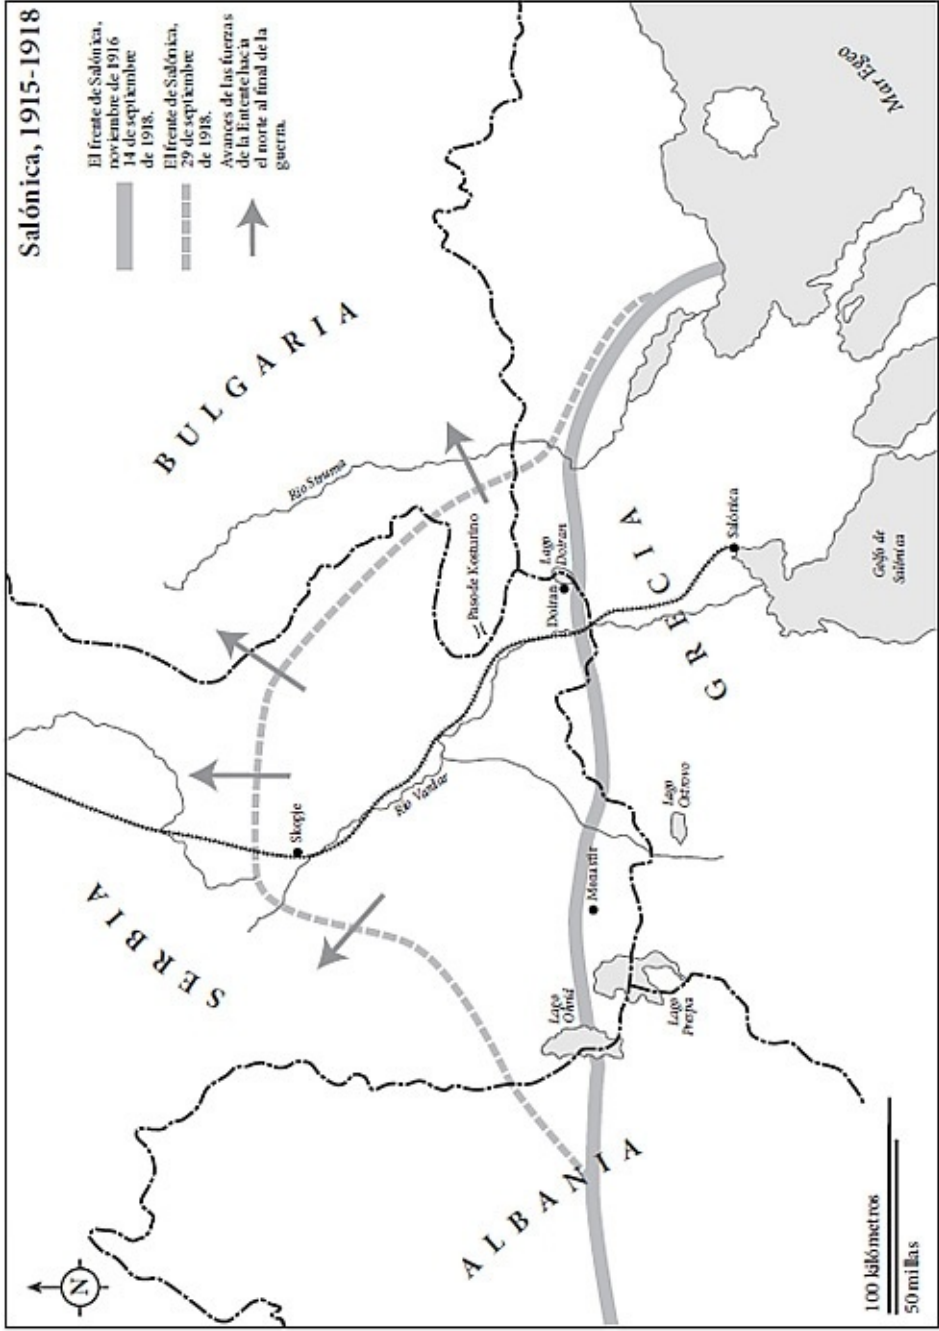 Salónica, 1915-1918
El frente de Salónica,
noviembre de 1916
14 de septiembre
de 1918.
El frente de Salónica,
29 de septiembre
de 1918.
Avances de las fuerzas
de la Entente hacia
el norte al final de la
guerra.
BULGARIA
SERBIA
ALBANIA
GRECIA
Mar Egeo
Río Struma
Paso de Kosturino
Lago
Doiran
Doiran
Salónica
Golfo de
Salónica
Skopje
Río Vardar
Monastir
Lago
Ostrovo
Lago
Ohrid
Lago
Prespa
N
100 kilómetros
50 millas